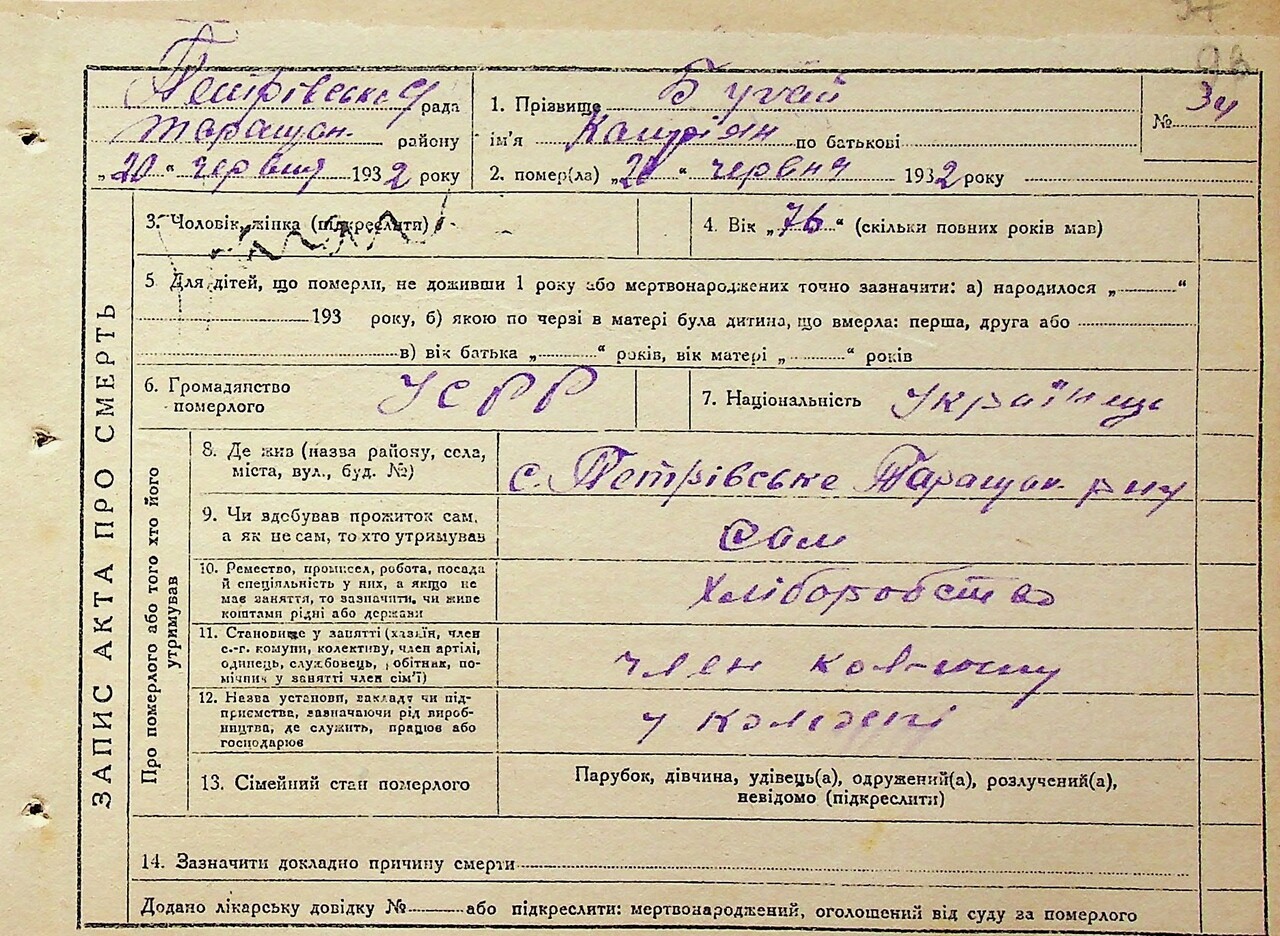 Петрівська рада
Таращан. району
„20" червня 1932 року
1. Прізвище Бугай
ім'я по батькові
2. помер(ла) „20" червня 1932 року
№ 34
ЗАПИС АКТА ПРО СМЕРТЬ
3. Чоловік, жінка (підкреслити)
4. Вік „76" (скільки повних років мав)
5 Для дітей, що померли, не доживши 1 року або мертвонароджених точно зазначити: а) народилося „ "
193 року, б) якою по черзі в матері була дитина, що вмерла: перша, друга або
в) вік батька „ " років, вік матері „ " років
6. Громадянство
померлого
УСРР
7. Національність українець
Про померлого або того хто його
утримував
8. Де жив (назва району, села,
міста, вул., буд. №)
с. Петрівське Таращан. р-ну
9. Чи здобував прожиток сам,
а як не сам, то хто утримував
Сам
10. Ремество, промисел, робота, посада
й спеціяльність у них, а якщо не
має заняття, то зазначити, чи живе
коштами рідні або держави
Хліборобство
11. Становище у занятті (хазяїн, член
с.-г. комуни, колективу, член артілі,
одинець, службовець, робітник, по-
мічник у занятті член сім'ї)
член
12. Назва установи, закладу чи під-
приємства, зазначаючи рід вироб-
ництва, де служить, працює або
господарює
у колгоспі
13. Сімейний стан померлого
Парубок, дівчина, удівець(а), одружений(а), розлучений(а),
невідомо (підкреслити)
14. Зазначити докладно причину смерти
Додано лікарську довідку № або підкреслити: мертвонароджений, оголошений від суду за померлого